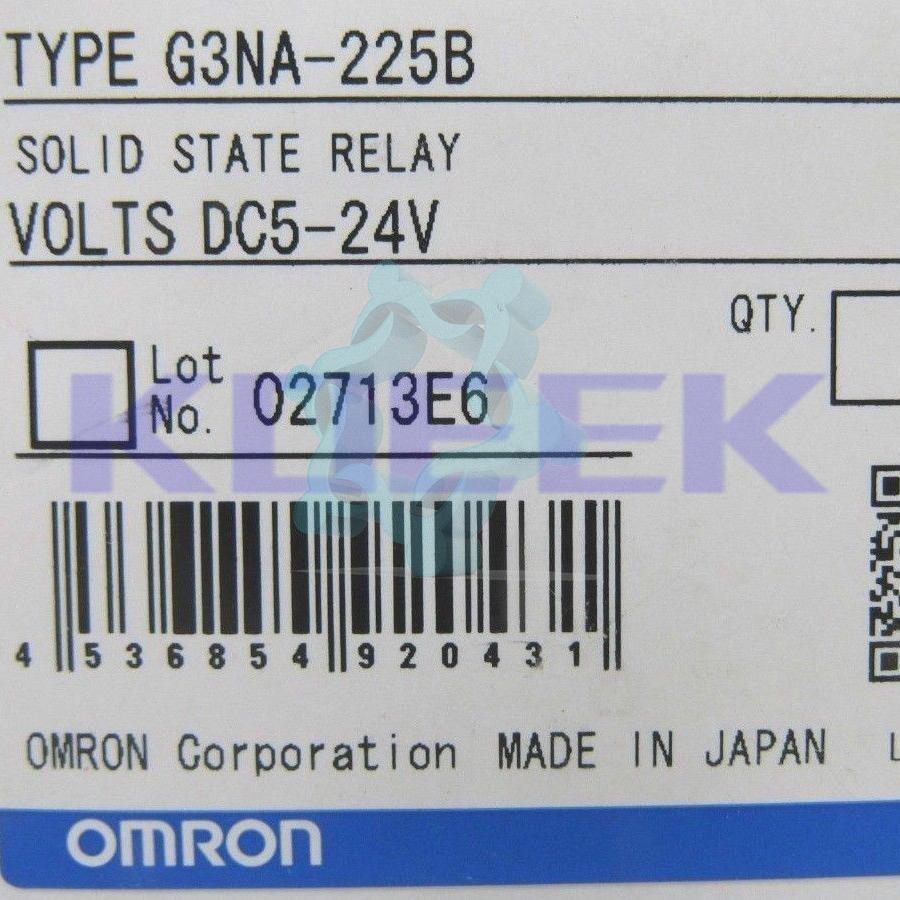 TYPE G3NA-225B
SOLID STATE RELAY
VOLTS DC5-24V
QTY.
Lot No. 02713E6
KLEEK
4 536854 920431
OMRON Corporation MADE IN JAPAN L
OMRON